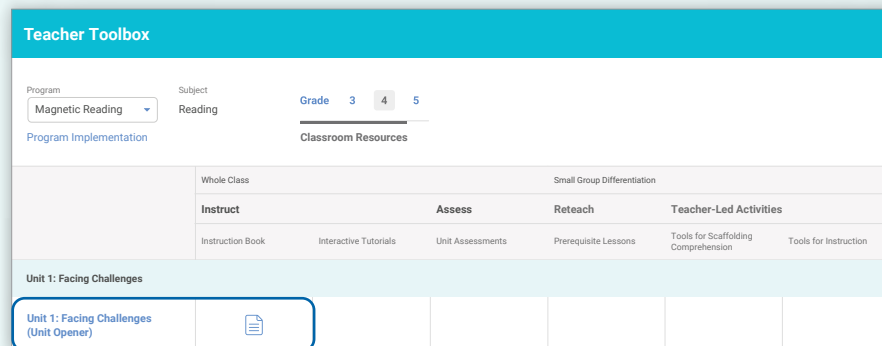 Teacher Toolbox
Program
Subject
Magnetic Reading
Reading
Grade 3 4 5
Program Implementation
Classroom Resources
Whole Class
Small Group Differentiation
Instruct
Assess
Reteach
Teacher-Led Activities
Instruction Book
Interactive Tutorials
Unit Assessments
Prerequisite Lessons
Tools for Scaffolding
Comprehension
Tools for Instruction
Unit 1: Facing Challenges
Unit 1: Facing Challenges
(Unit Opener)